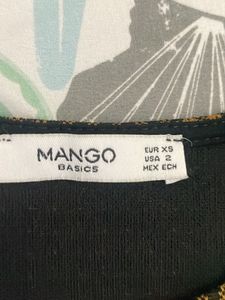 MANGO
BASICS
EUR XS
USA 2
MEX ECH